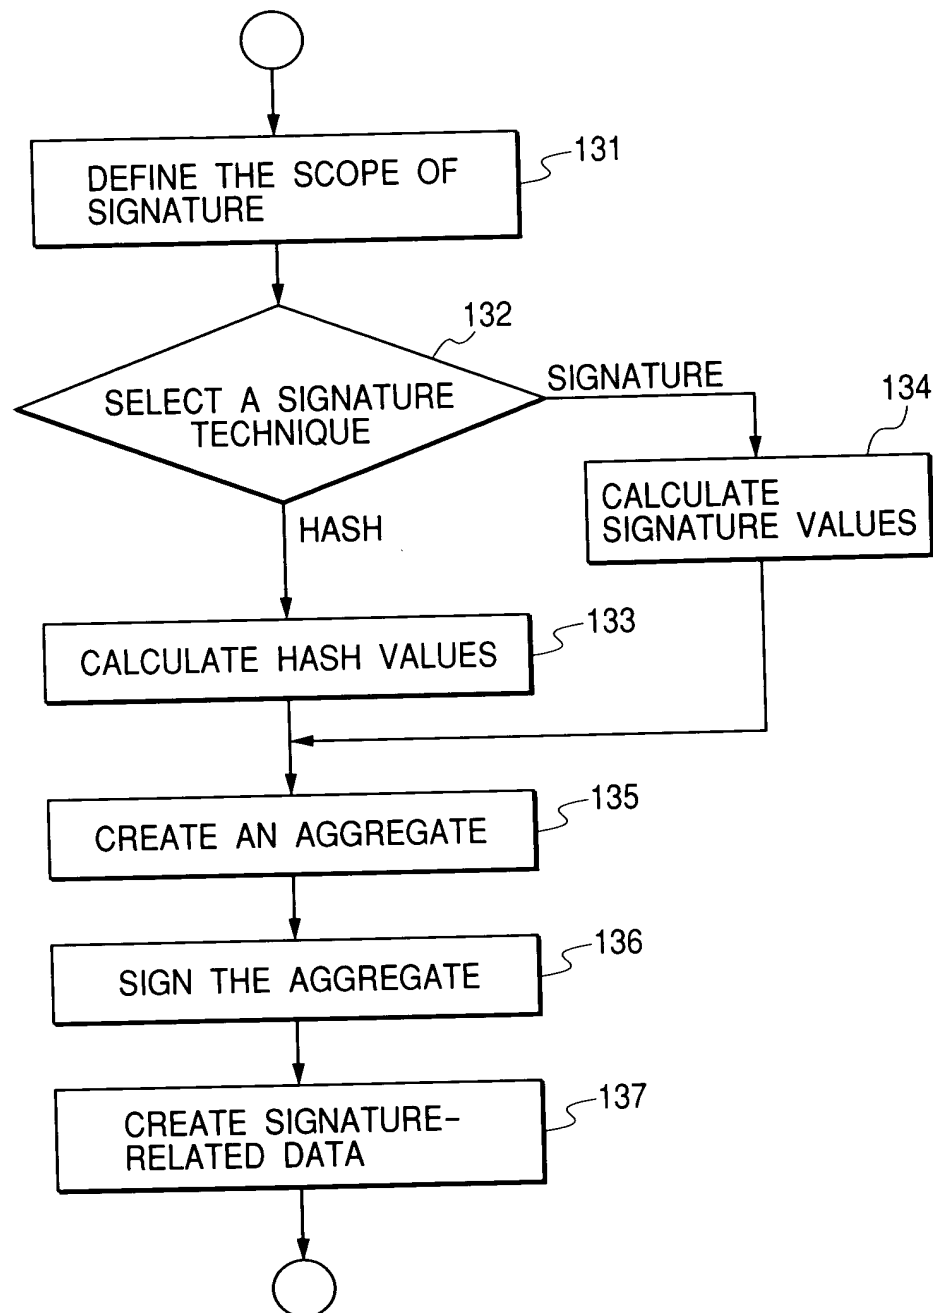 DEFINE THE SCOPE OF
SIGNATURE
131
132
SELECT A SIGNATURE
TECHNIQUE
SIGNATURE
134
CALCULATE
SIGNATURE VALUES
HASH
133
CALCULATE HASH VALUES
135
CREATE AN AGGREGATE
136
SIGN THE AGGREGATE
137
CREATE SIGNATURE-
RELATED DATA